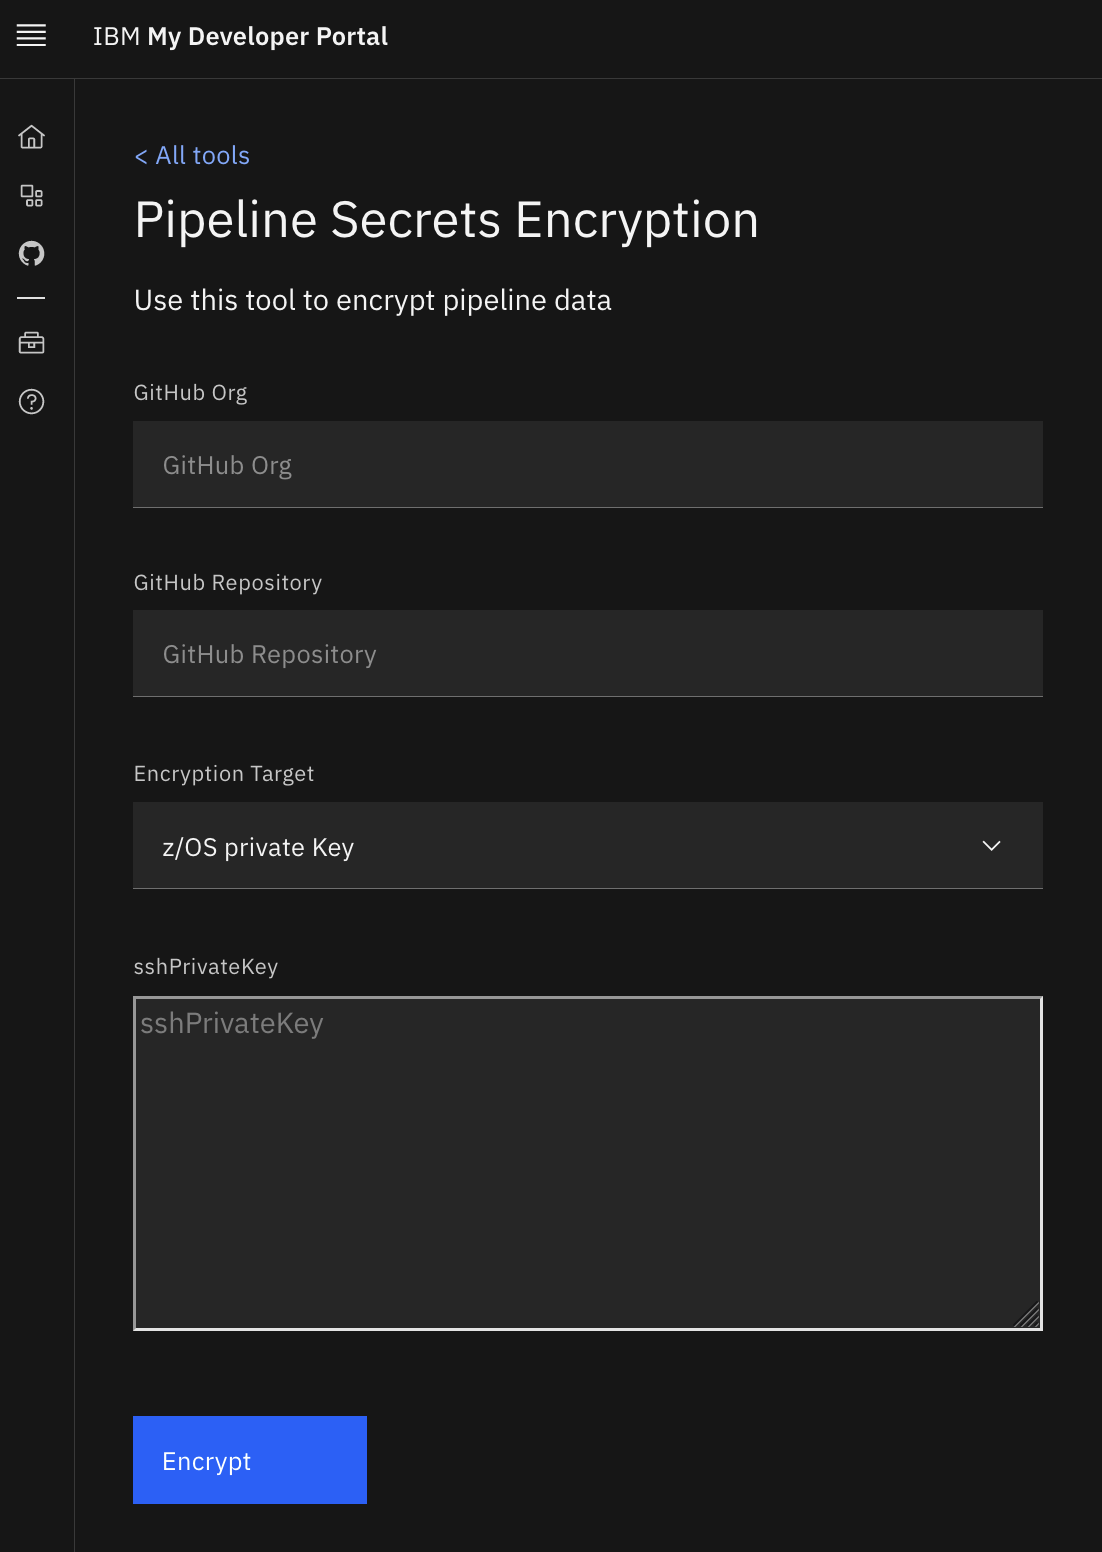 IBM My Developer Portal
< All tools
Pipeline Secrets Encryption
Use this tool to encrypt pipeline data
GitHub Org
GitHub Org
GitHub Repository
GitHub Repository
Encryption Target
z/OS private Key
sshPrivateKey
sshPrivateKey
Encrypt